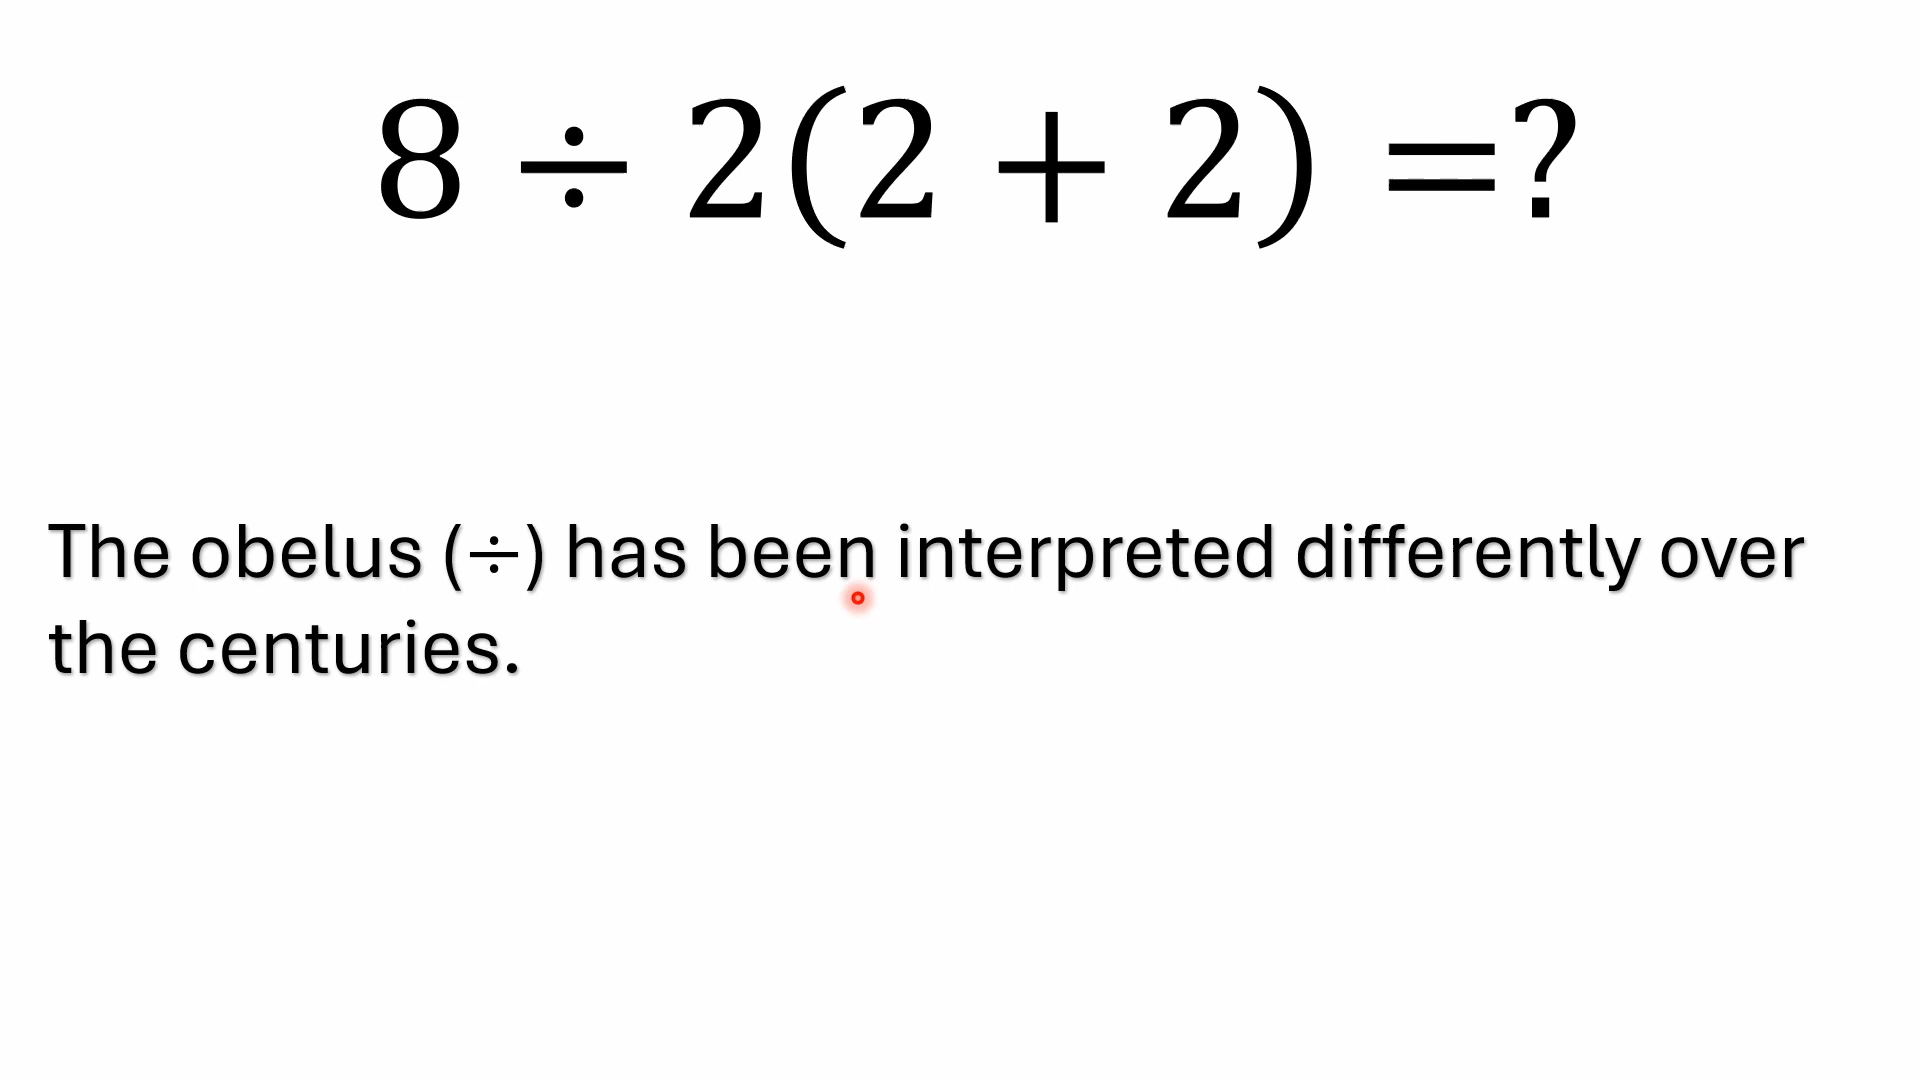 8 ÷ 2(2 + 2) =?
The obelus (÷) has been interpreted differently over
the centuries.